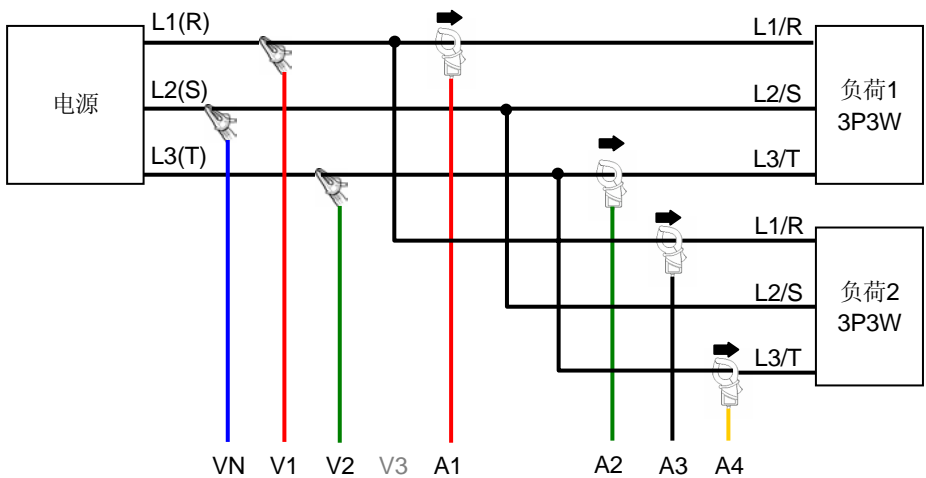 L1(R)
L1/R
L2(S)
L2/S
电源
负荷1
3P3W
L3(T)
L3/T
L1/R
L2/S
负荷2
3P3W
L3/T
VN
V1
V2
V3
A1
A2
A3
A4